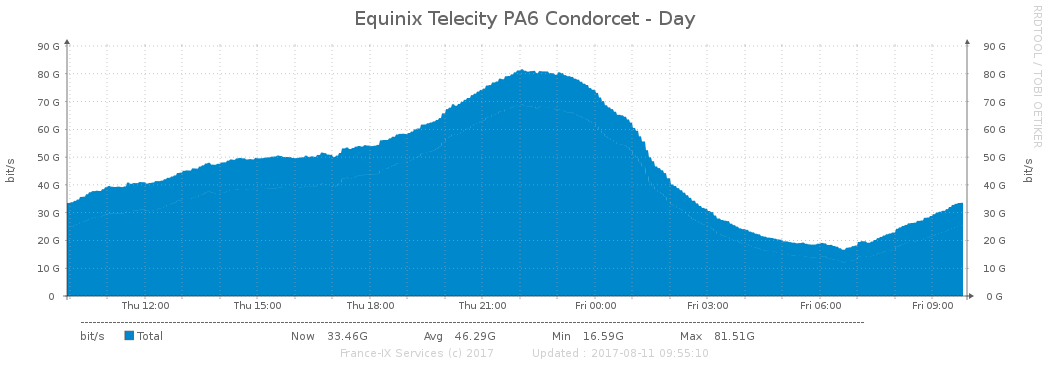 Equinix Telecity PA6 Condorcet - Day
RRDTOOL / TOBI OETIKER
bit/s
90 G
80 G
70 G
60 G
50 G
40 G
30 G
20 G
10 G
0
90 G
80 G
70 G
60 G
50 G
40 G
30 G
20 G
10 G
0 G
bit/s
Thu 12:00 Thu 15:00 Thu 18:00 Thu 21:00 Fri 00:00 Fri 03:00 Fri 06:00 Fri 09:00
bit/s Total Now 33.46G Avg 46.29G Min 16.59G Max 81.51G
France-IX Services (c) 2017 Updated : 2017-08-11 09:55:10